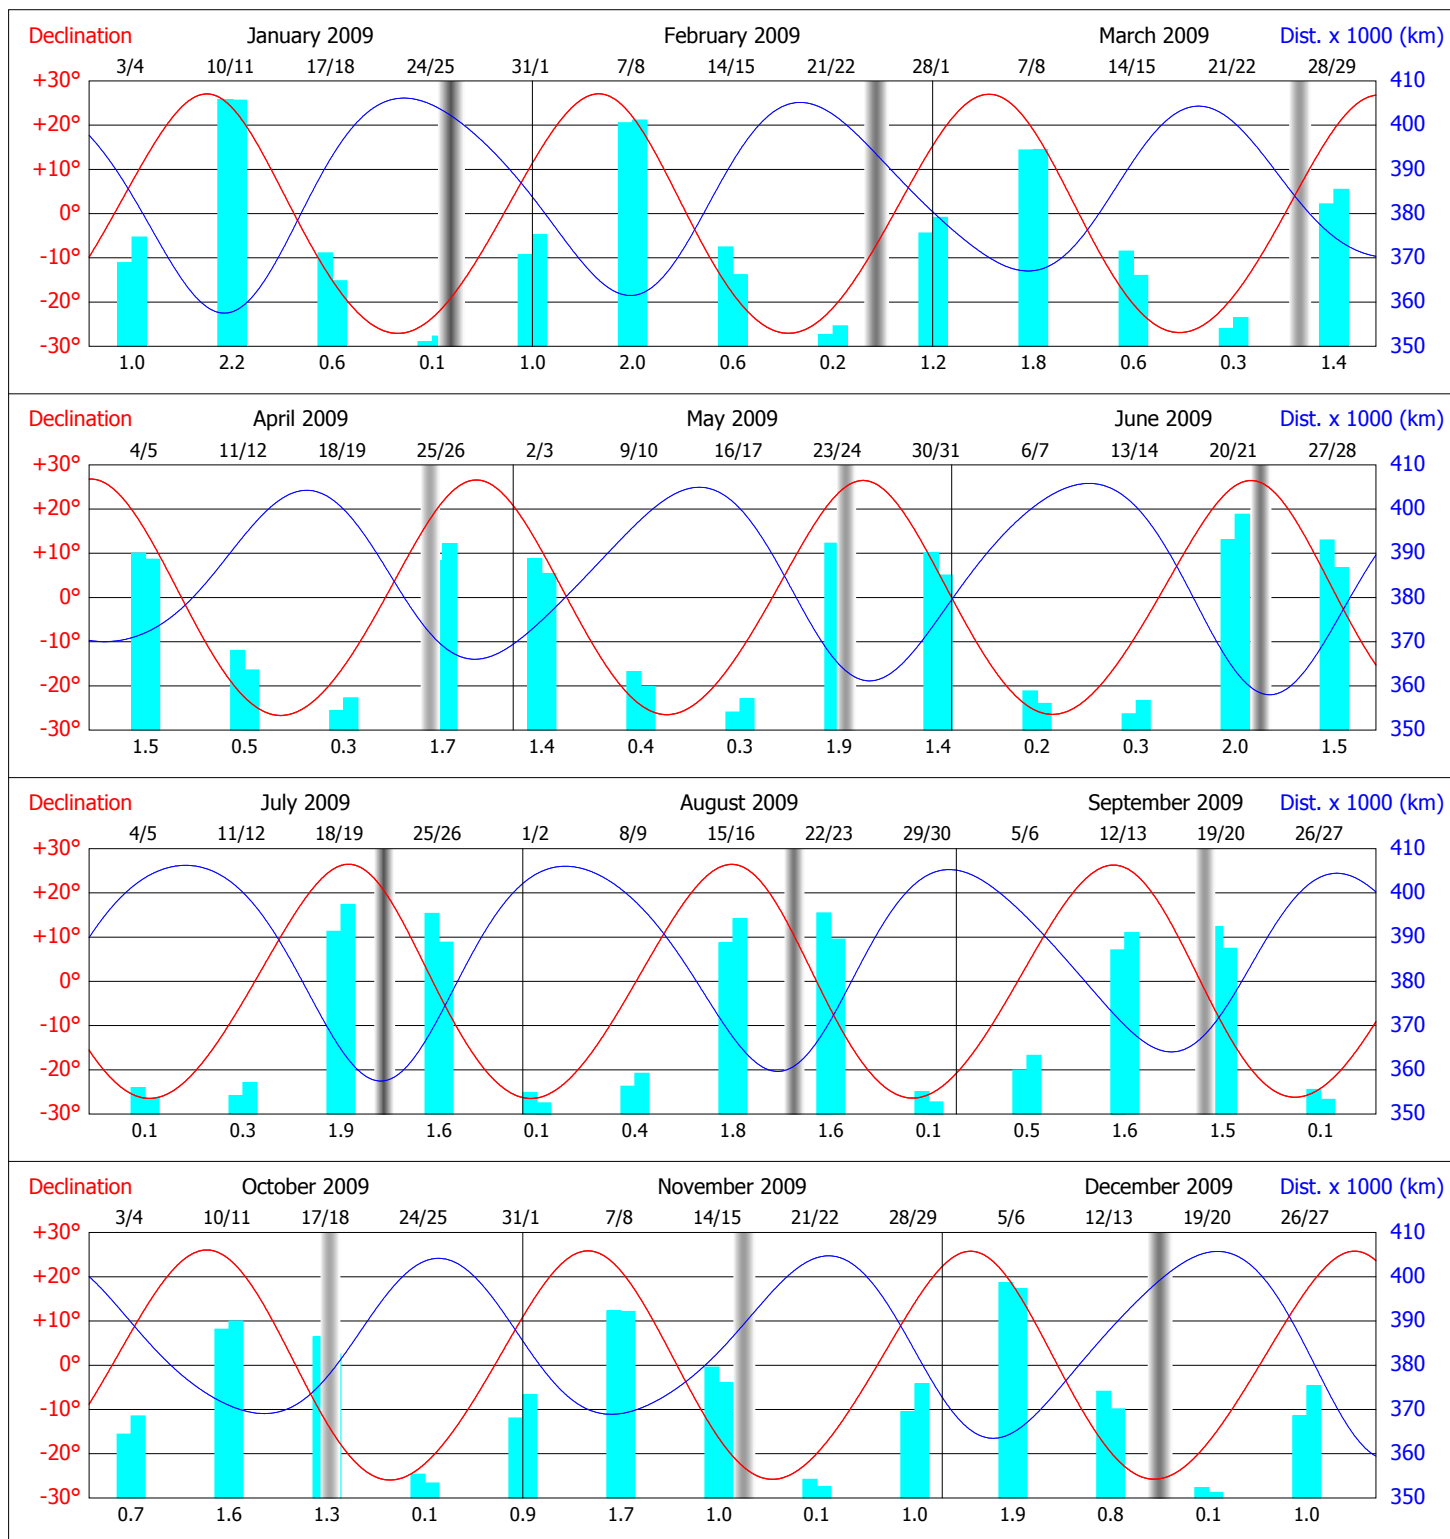 Declination January 2009 February 2009 March 2009 Dist. x 1000 (km)
3/4 10/11 17/18 24/25 31/1 7/8 14/15 21/22 28/1 7/8 14/15 21/22 28/29
+30° 410
+20° 400
+10° 390
0° 380
-10° 370
-20° 360
-30° 350
1.0 2.2 0.6 0.1 1.0 2.0 0.6 0.2 1.2 1.8 0.6 0.3 1.4
Declination April 2009 May 2009 June 2009 Dist. x 1000 (km)
4/5 11/12 18/19 25/26 2/3 9/10 16/17 23/24 30/31 6/7 13/14 20/21 27/28
+30° 410
+20° 400
+10° 390
0° 380
-10° 370
-20° 360
-30° 350
1.5 0.5 0.3 1.7 1.4 0.4 0.3 1.9 1.4 0.2 0.3 2.0 1.5
Declination July 2009 August 2009 September 2009 Dist. x 1000 (km)
4/5 11/12 18/19 25/26 1/2 8/9 15/16 22/23 29/30 5/6 12/13 19/20 26/27
+30° 410
+20° 400
+10° 390
0° 380
-10° 370
-20° 360
-30° 350
0.1 0.3 1.9 1.6 0.1 0.4 1.8 1.6 0.1 0.5 1.6 1.5 0.1
Declination October 2009 November 2009 December 2009 Dist. x 1000 (km)
3/4 10/11 17/18 24/25 31/1 7/8 14/15 21/22 28/29 5/6 12/13 19/20 26/27
+30° 410
+20° 400
+10° 390
0° 380
-10° 370
-20° 360
-30° 350
0.7 1.6 1.3 0.1 0.9 1.7 1.0 0.1 1.0 1.9 0.8 0.1 1.0